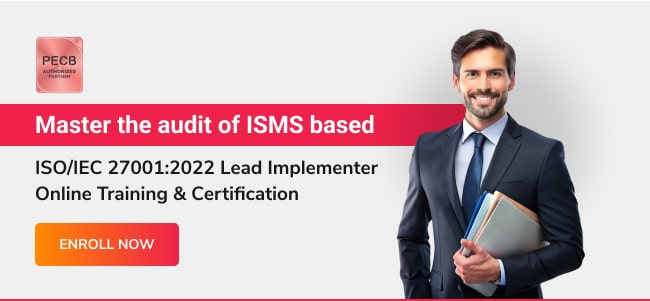 PECB
AUTHORIZED
PARTNER
Master the audit of ISMS based
ISO/IEC 27001:2022 Lead Implementer
Online Training & Certification
ENROLL NOW